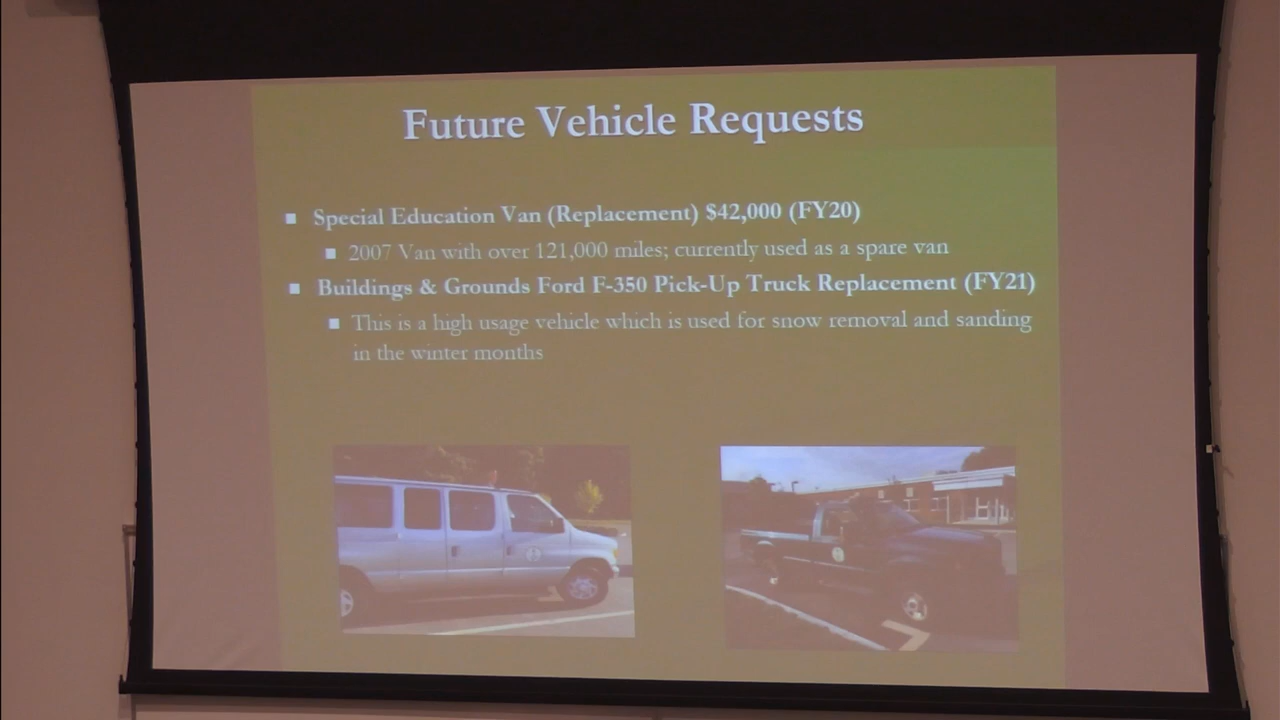 Future Vehicle Requests
Special Education Van (Replacement) $42,000 (FY20)
2007 Van with over 121,000 miles; currently used as a spare van
Buildings & Grounds Ford F-350 Pick-Up Truck Replacement (FY21)
This is a high usage vehicle which is used for snow removal and sanding
in the winter months